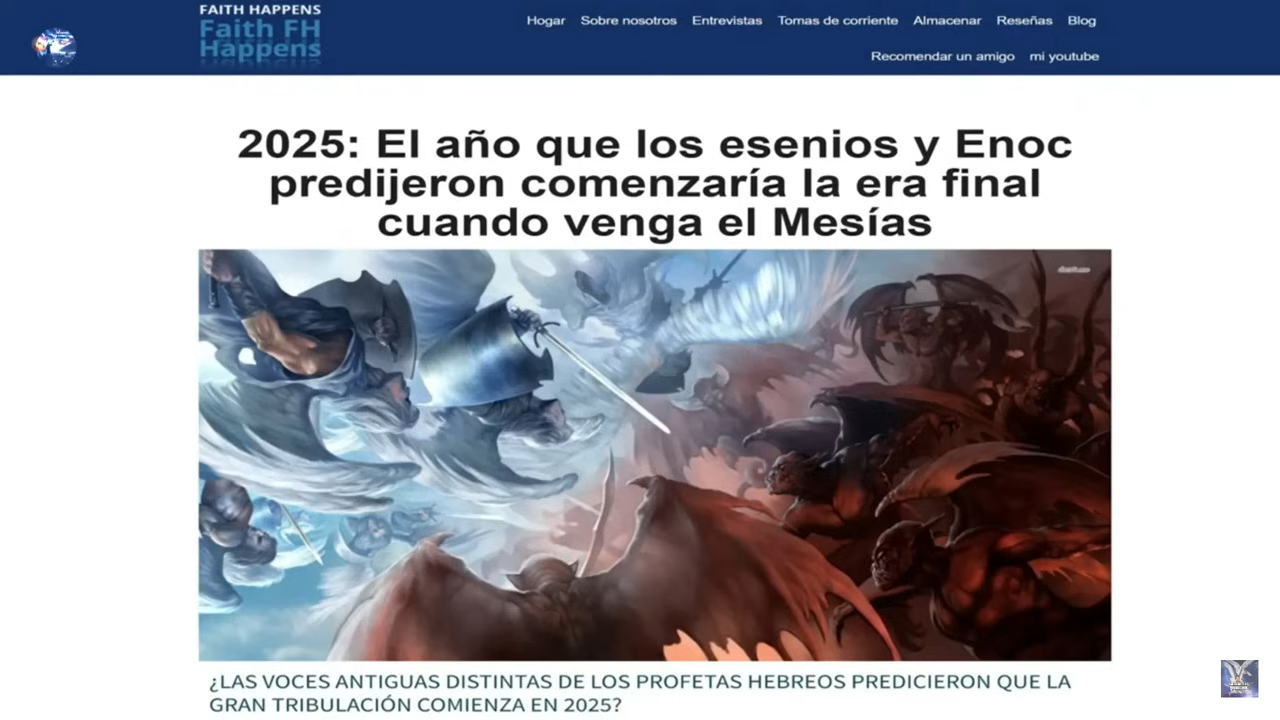 FAITH HAPPENS
Faith FH
Happens
Hogar Sobre nosotros Entrevistas Tomas de corriente Almacenar Reseñas Blog
Recomendar un amigo mi youtube
2025: El año que los esenios y Enoc
predijeron comenzaría la era final
cuando venga el Mesías
¿LAS VOCES ANTIGUAS DISTINTAS DE LOS PROFETAS HEBREOS PREDICIERON QUE LA
GRAN TRIBULACIÓN COMIENZA EN 2025?